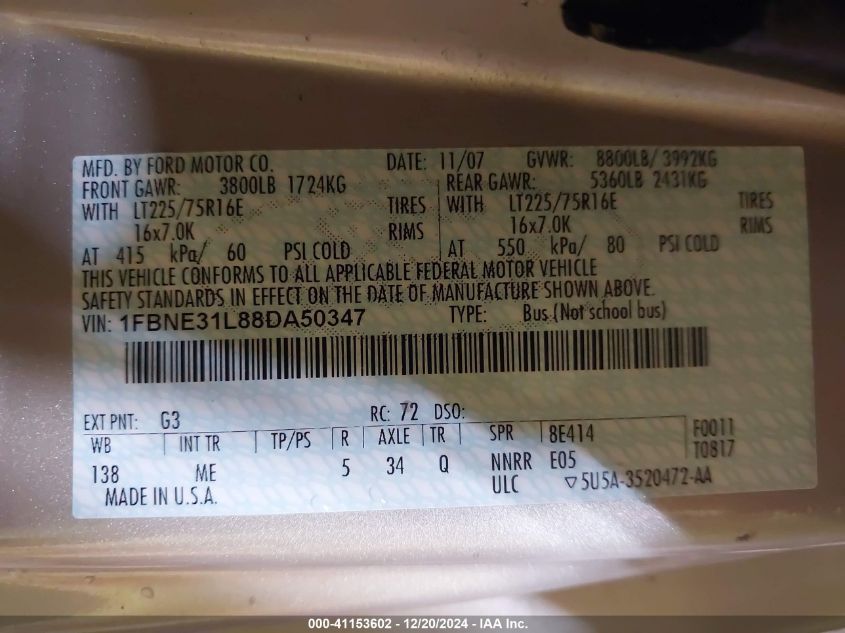 MFD. BY FORD MOTOR CO. DATE: 11/07 GVWR: 8800LB/ 3992KG
FRONT GAWR: 3800LB 1724KG REAR GAWR: 5360LB 2431KG
WITH LT225/75R16E TIRES WITH LT225/75R16E TIRES
16x7.0K RIMS 16x7.0K RIMS
AT 415 kPa/ 60 PSI COLD AT 550 kPa/ 80 PSI COLD
THIS VEHICLE CONFORMS TO ALL APPLICABLE FEDERAL MOTOR VEHICLE
SAFETY STANDARDS IN EFFECT ON THE DATE OF MANUFACTURE SHOWN ABOVE.
VIN: 1FBNE31L88DA50347 TYPE: Bus (Not school bus)
EXT PNT: G3 RC: 72 DSO:
WB INT TR TP/PS R AXLE TR SPR 8E414 F0011
138 ME 5 34 Q NNRR E05 T0817
MADE IN U.S.A. ULC ▽5U5A-3520472-AA
000-41153602 - 12/20/2024 - IAA Inc.